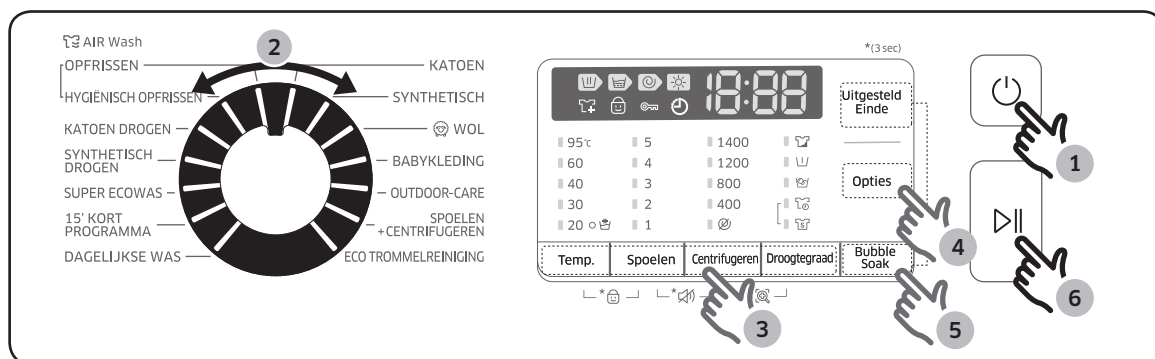 AIR Wash
2
*(3 sec)
OPFRISSEN
KATOEN
HYGIËNISCH OPFRISSEN
SYNTHETISCH
KATOEN DROGEN
WOL
SYNTHETISCH
DROGEN
BABYKLEDING
SUPER ECOWAS
OUTDOOR-CARE
15' KORT
PROGRAMMA
SPOELEN
+CENTRIFUGEREN
DAGELIJKSE WAS
ECO TROMMELREINIGING
18:88
Uitgesteld
Einde
95℃ 5 1400
60 4 1200
40 3 800
30 2 400
20 1
Opties
Temp. Spoelen Centrifugeren Droogtegraad Bubble
Soak
*
*
1
4
3
5
6